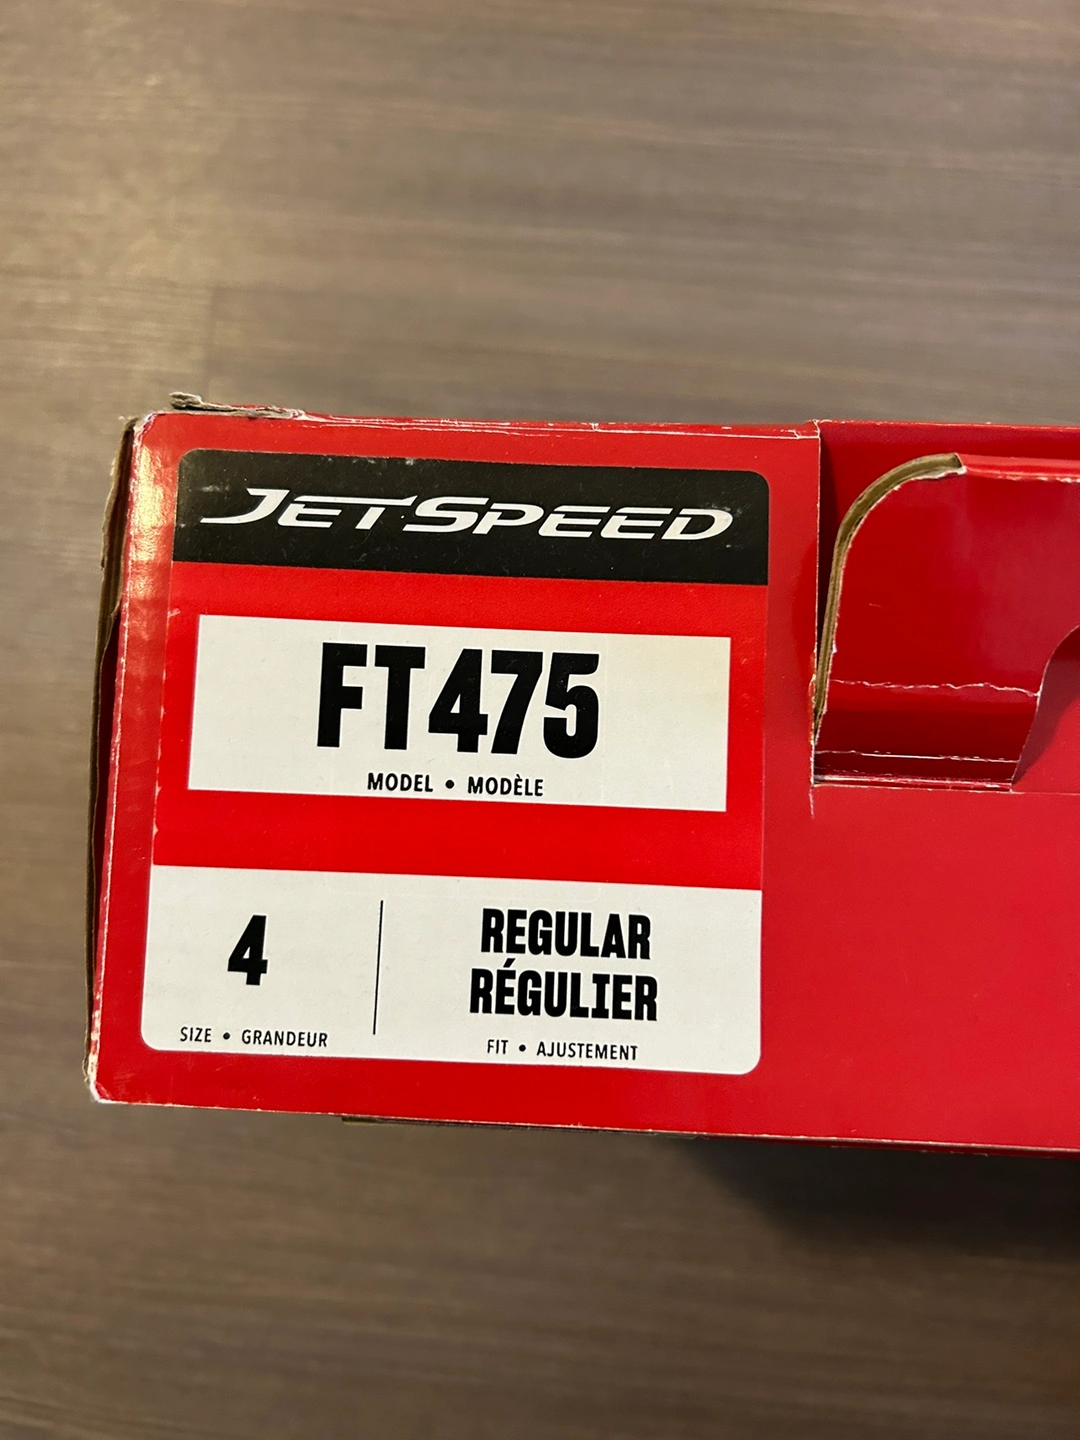 JETSPEED
FT475
MODEL • MODÈLE
4
SIZE • GRANDEUR
REGULAR
RÉGULIER
FIT • AJUSTEMENT